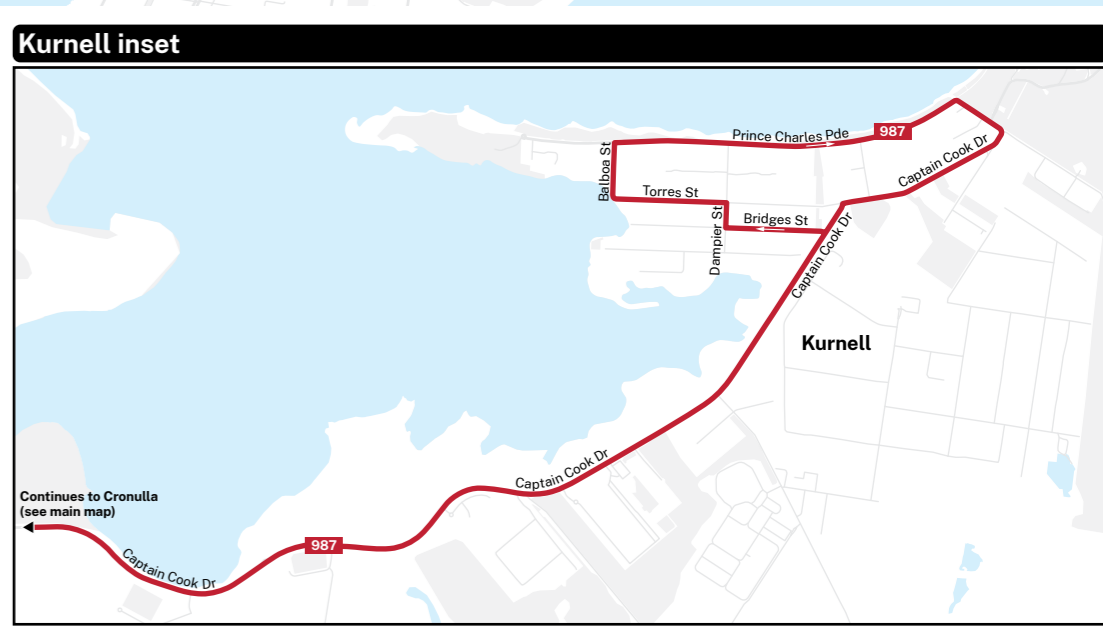 Kurnell inset
Prince Charles Pde
987
Balboa St
Captain Cook Dr
Torres St
Dampier St
Bridges St
Captain Cook Dr
Kurnell
Captain Cook Dr
Continues to Cronulla
(see main map)
987
Captain Cook Dr